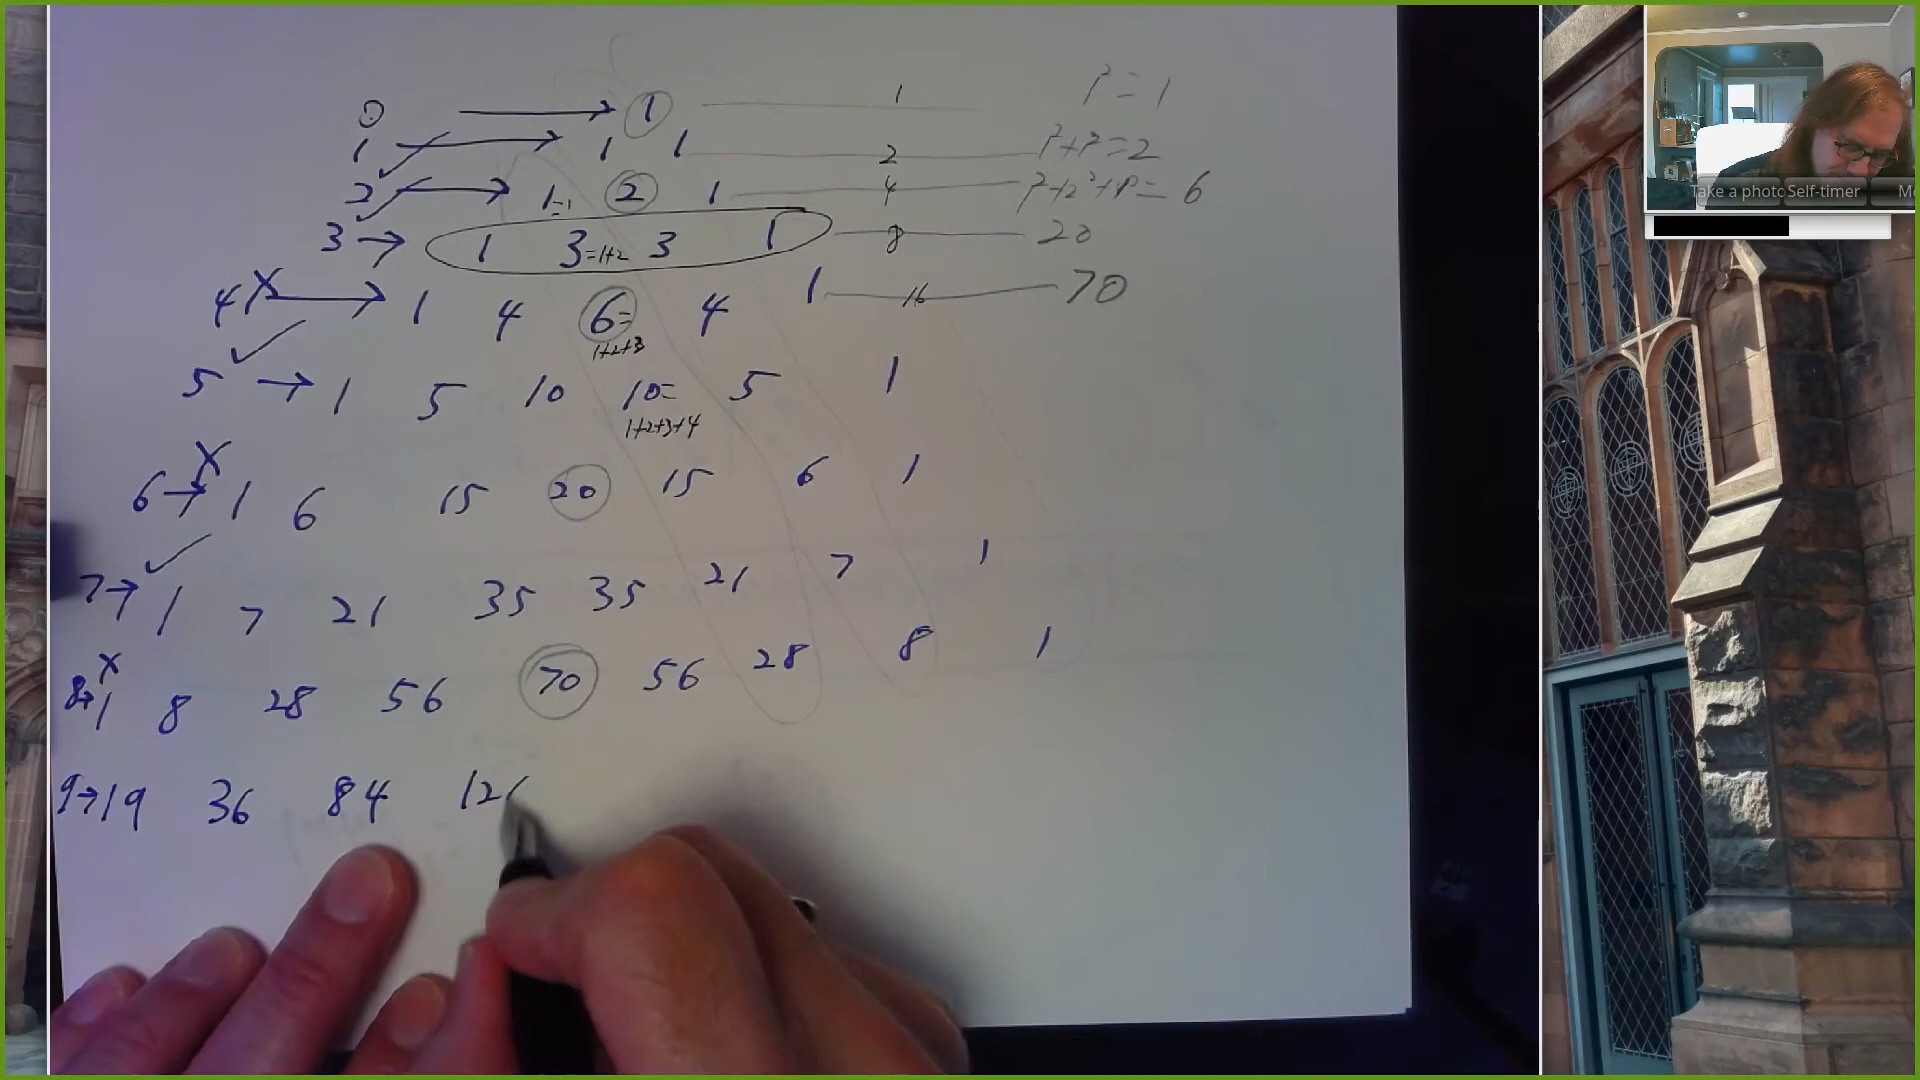 0 → 1 1 1² = 1
1 → 1 1 2 1²+1² = 2
2 → 1=1 2 1 4 1²+2²+1² = 6
3 → 1 3=1+2 3 1 8 20
4 X → 1 4 6= 4 1 16 70
1+2+3
5 → 1 5 10 10= 5 1
1+2+3+4
6 → X 1 6 15 20 15 6 1
7 → 1 7 21 35 35 21 7 1
8 → X 1 8 28 56 70 56 28 8 1
9 → 1 9 36 84 12
Take a photo Self-timer